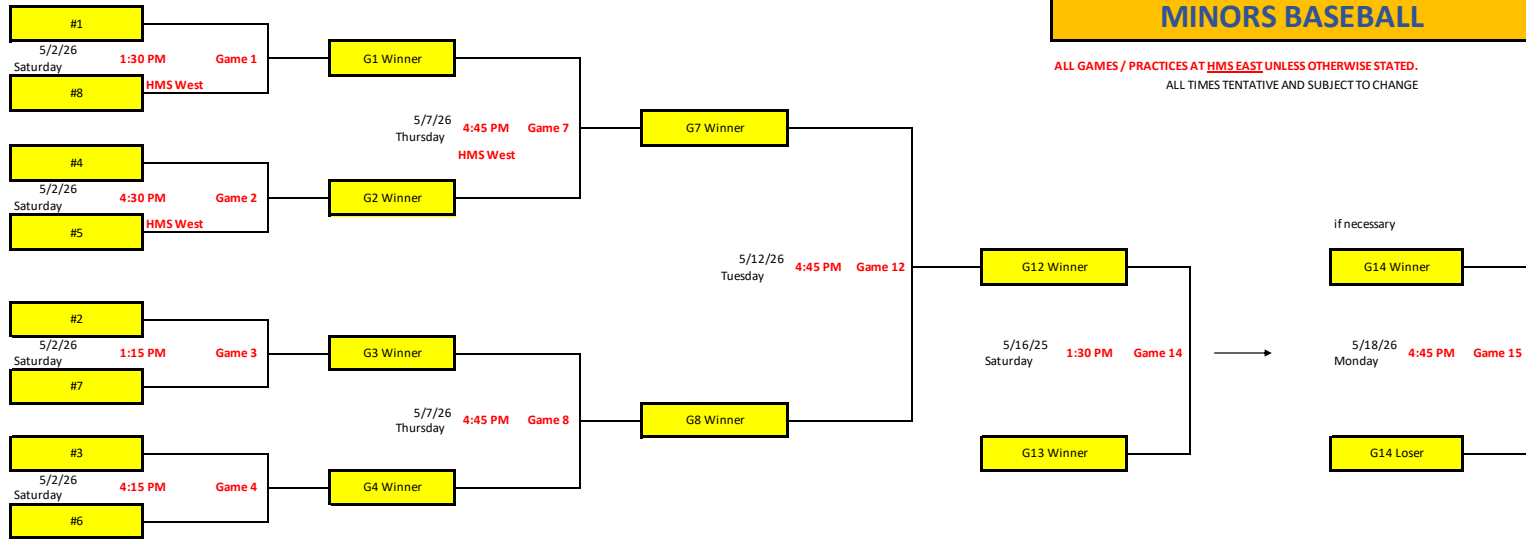 MINORS BASEBALL
ALL GAMES / PRACTICES AT HMS EAST UNLESS OTHERWISE STATED.
ALL TIMES TENTATIVE AND SUBJECT TO CHANGE
#1
5/2/26
Saturday
1:30 PM
Game 1
HMS West
#8
#4
5/2/26
Saturday
4:30 PM
Game 2
HMS West
#5
#2
5/2/26
Saturday
1:15 PM
Game 3
#7
#3
5/2/26
Saturday
4:15 PM
Game 4
#6
G1 Winner
5/7/26
Thursday
4:45 PM
Game 7
HMS West
G2 Winner
G3 Winner
5/7/26
Thursday
4:45 PM
Game 8
G4 Winner
G7 Winner
5/12/26
Tuesday
4:45 PM
Game 12
G8 Winner
G12 Winner
5/16/25
Saturday
1:30 PM
Game 14
G13 Winner
if necessary
G14 Winner
5/18/26
Monday
4:45 PM
Game 15
G14 Loser